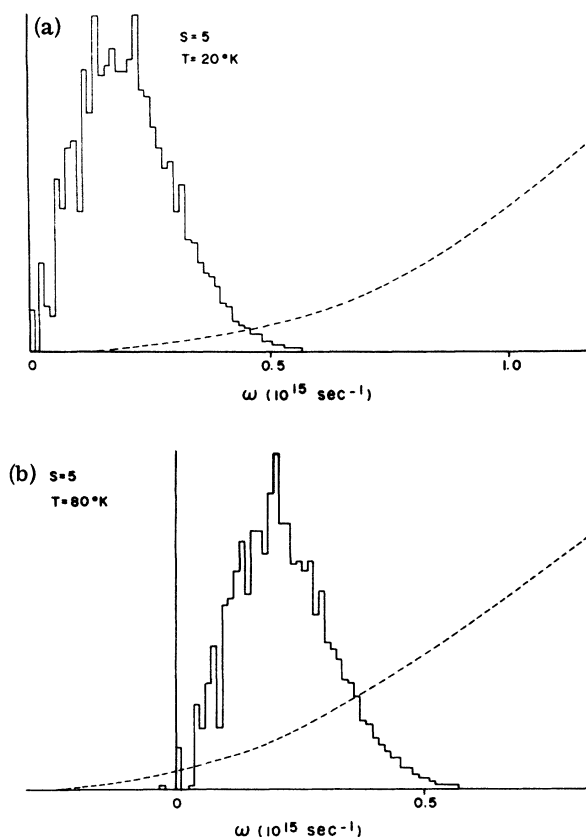 (a)
S=5
T= 20°K
0 0.5 1.0
ω (10¹⁵ sec⁻¹)
(b)
S=5
T=80°K
0 0.5
ω (10¹⁵ sec⁻¹)